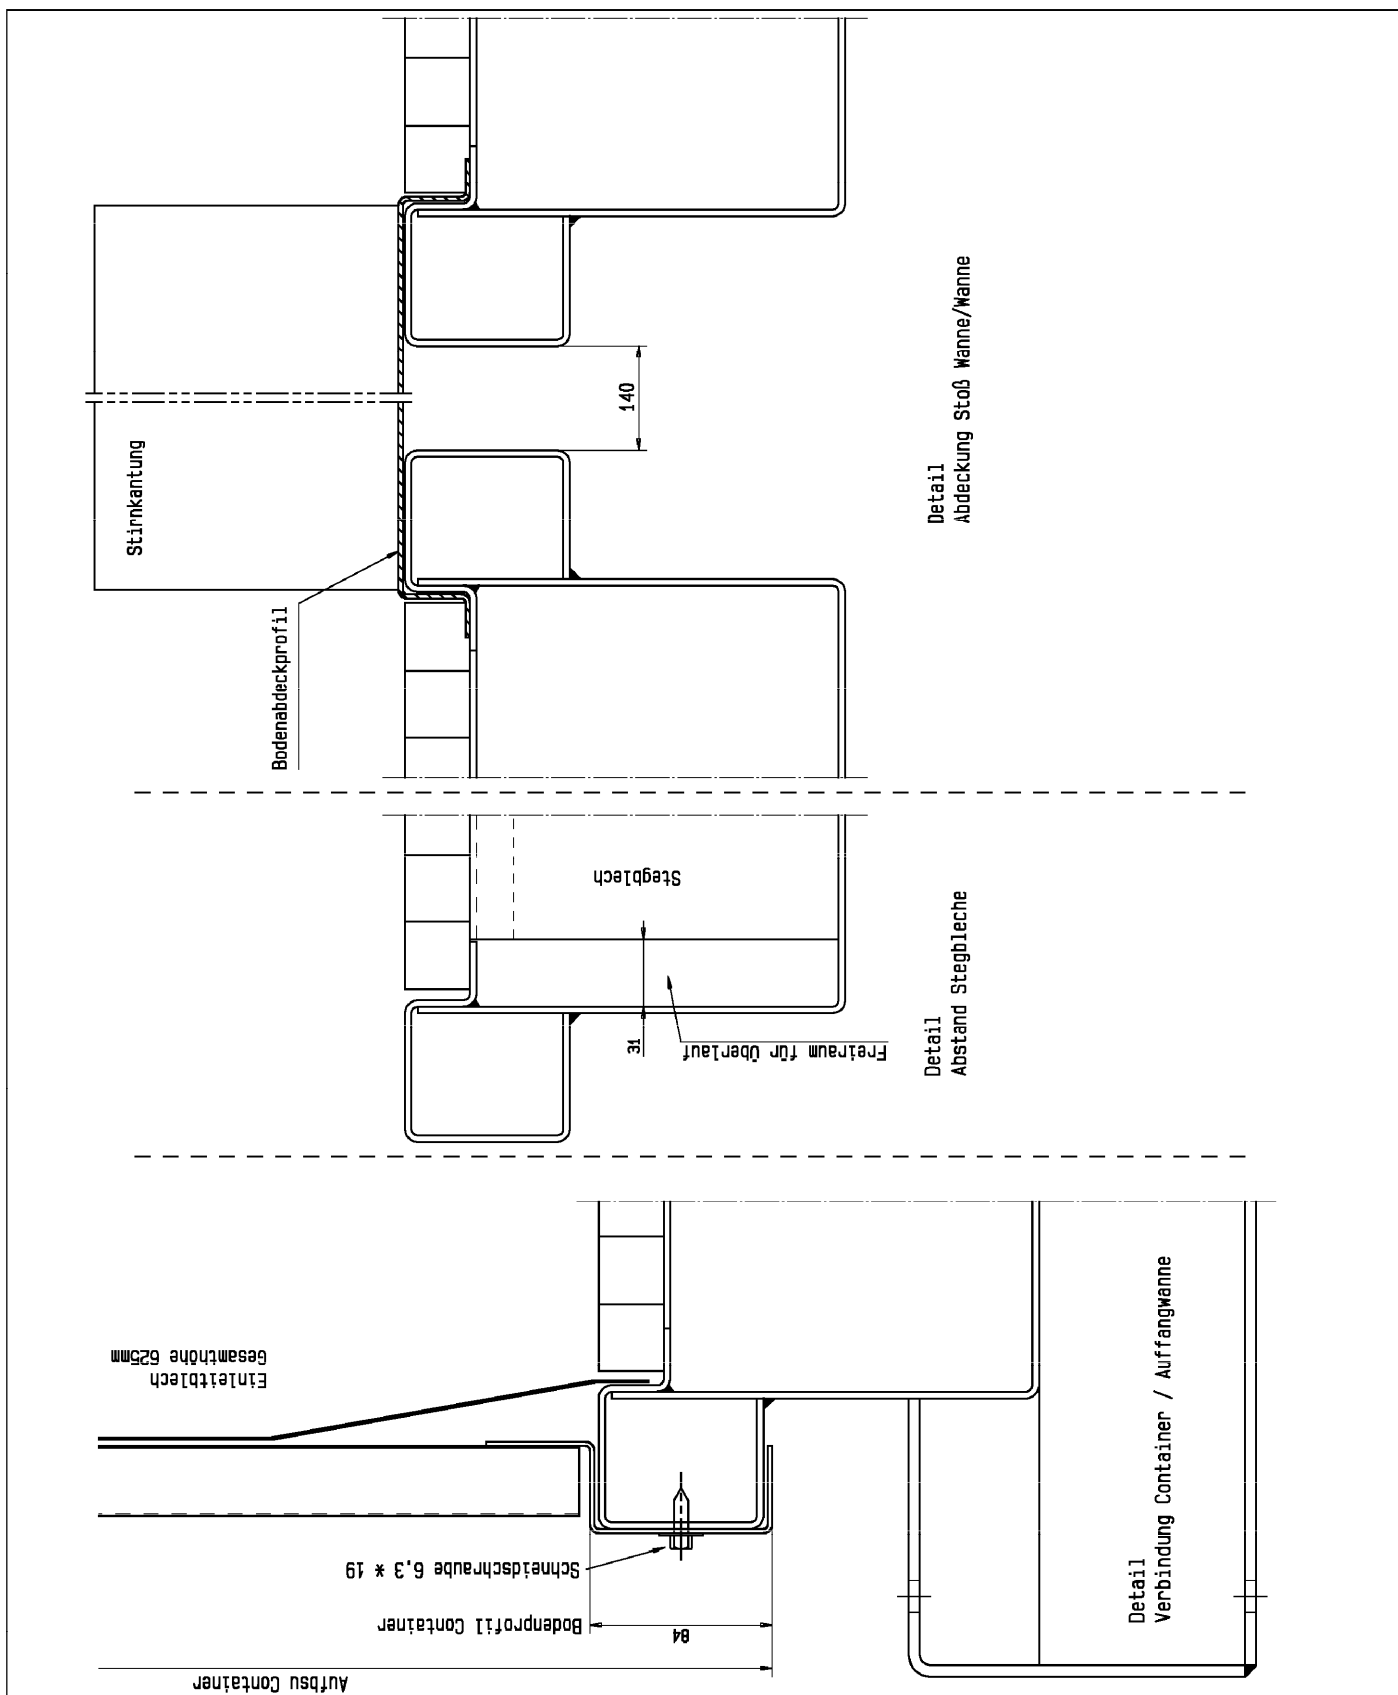 Stirnkantung
Bodenabdeckprofil
140
Detail
Abdeckung Stoß Wanne/Wanne
Stegblech
31
Freiraum für Überlauf
Detail
Abstand Stegbleche
Einleitblech
Gesamthöhe 625mm
Schneidschraube 6,3 * 19
Bodenprofil Container
84
Aufbsu Container
Detail
Verbindung Container / Auffangwanne